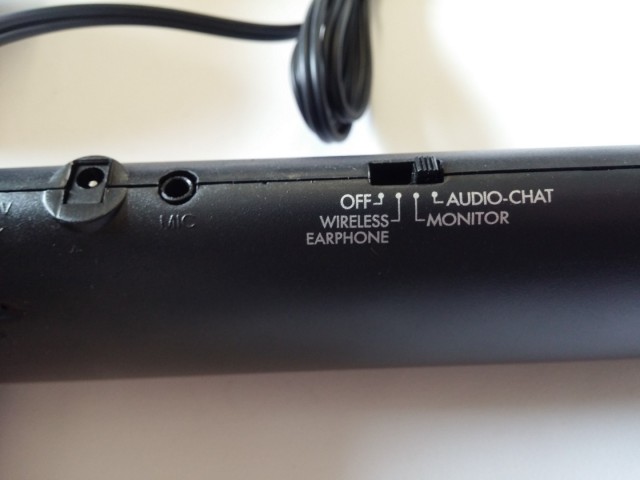 MIC
OFF AUDIO-CHAT
WIRELESS MONITOR
EARPHONE